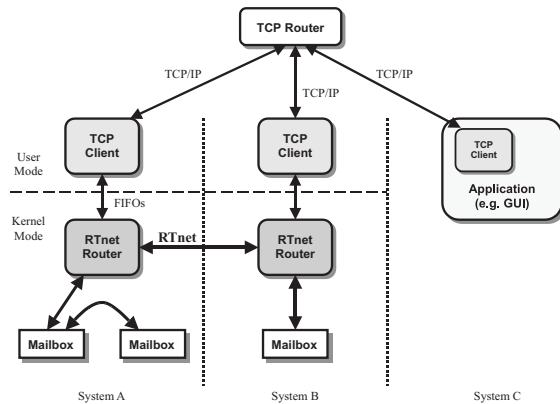 TCP Router
TCP/IP
TCP/IP
TCP/IP
TCP
Client
TCP
Client
TCP
Client
Application
(e.g. GUI)
User
Mode
FIFOs
Kernel
Mode
RTnet
Router
RTnet
RTnet
Router
Mailbox
Mailbox
Mailbox
System A
System B
System C